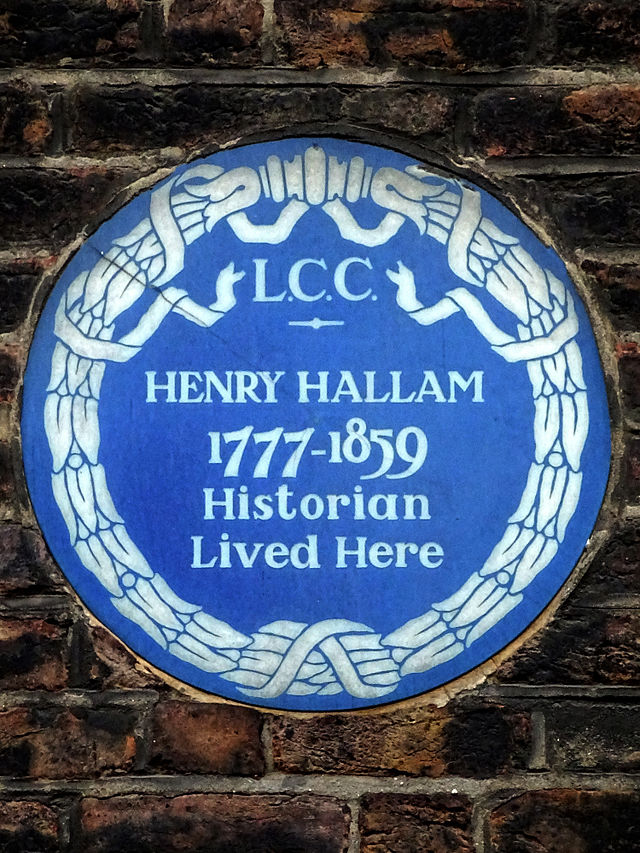 L.C.C.
HENRY HALLAM
1777-1859
Historian
Lived Here